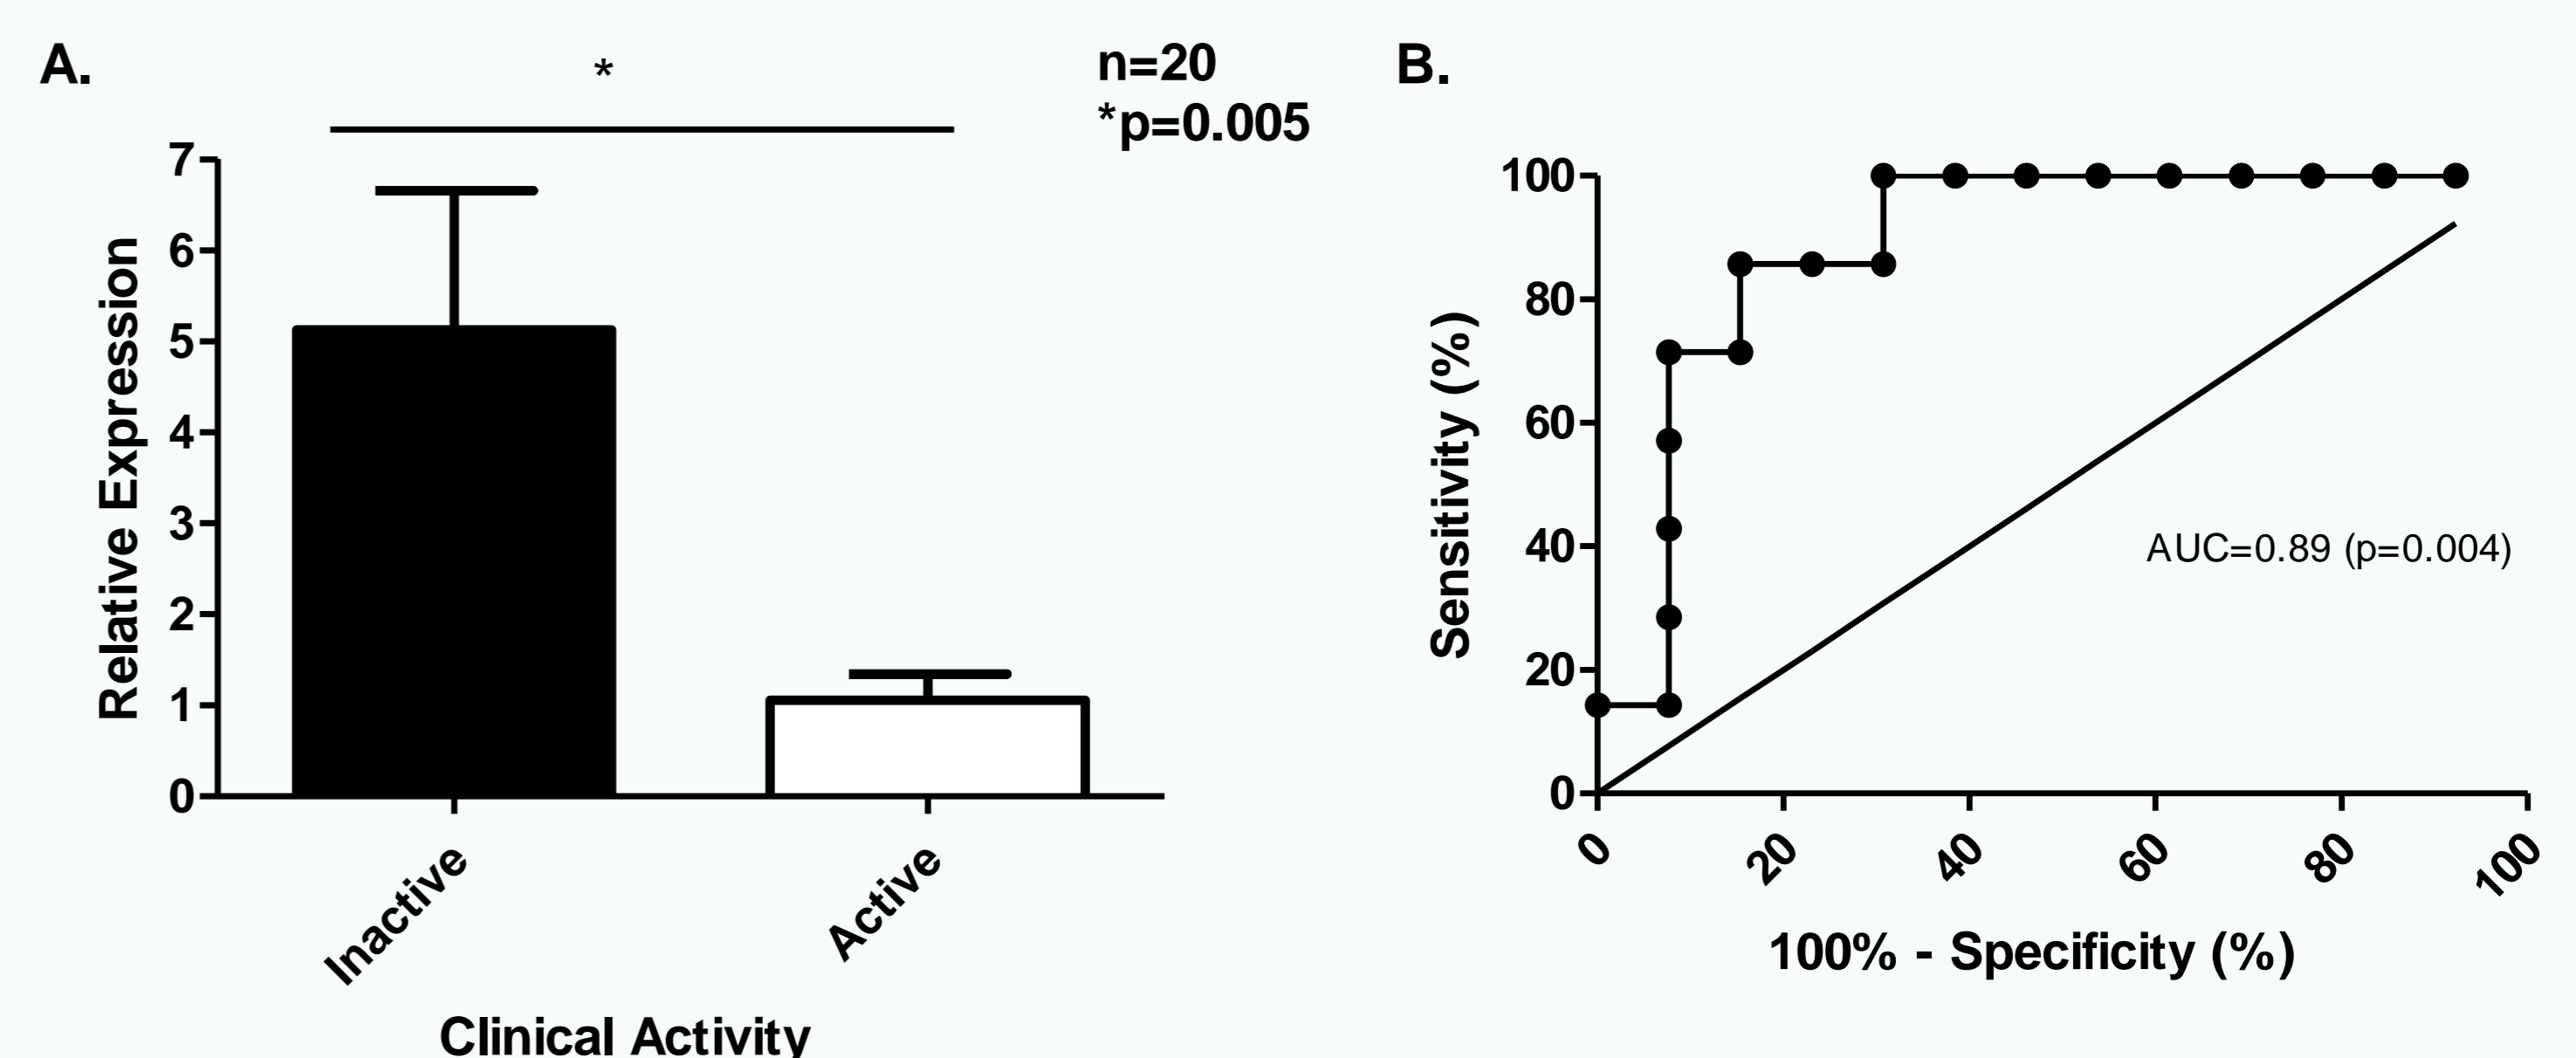 A.
*
n=20
*p=0.005
7
6
5
4
3
2
1
0
Relative Expression
Inactive
Active
Clinical Activity
B.
100
80
60
40
20
0
Sensitivity (%)
AUC=0.89 (p=0.004)
0
20
40
60
80
100
100% - Specificity (%)